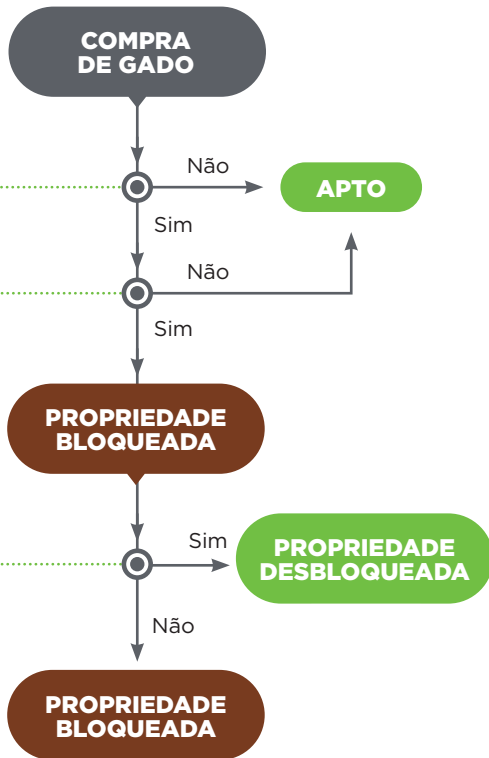 COMPRA
DE GADO
Não
APTO
Sim
Não
Sim
PROPRIEDADE
BLOQUEADA
Sim
PROPRIEDADE
DESBLOQUEADA
Não
PROPRIEDADE
BLOQUEADA